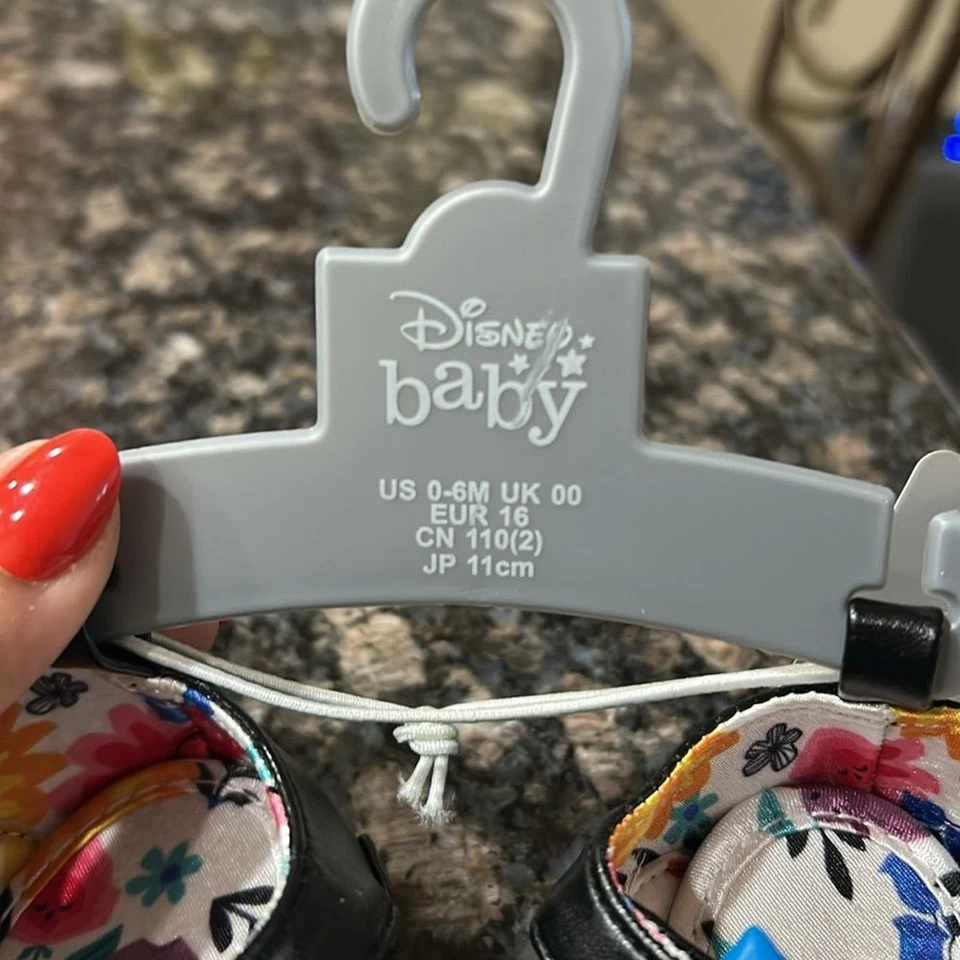 Disney
baby
US 0-6M UK 00
EUR 16
CN 110(2)
JP 11cm